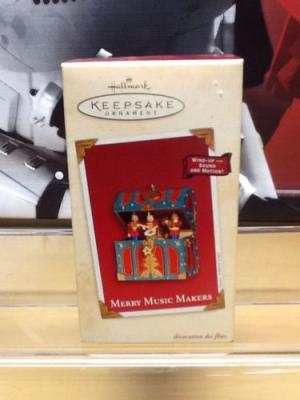 Hallmark
KEEPSAKE
ORNAMENT
WIND-UP —
SOUND
AND MOTION!
MERRY MUSIC MAKERS
décoration des fêtes